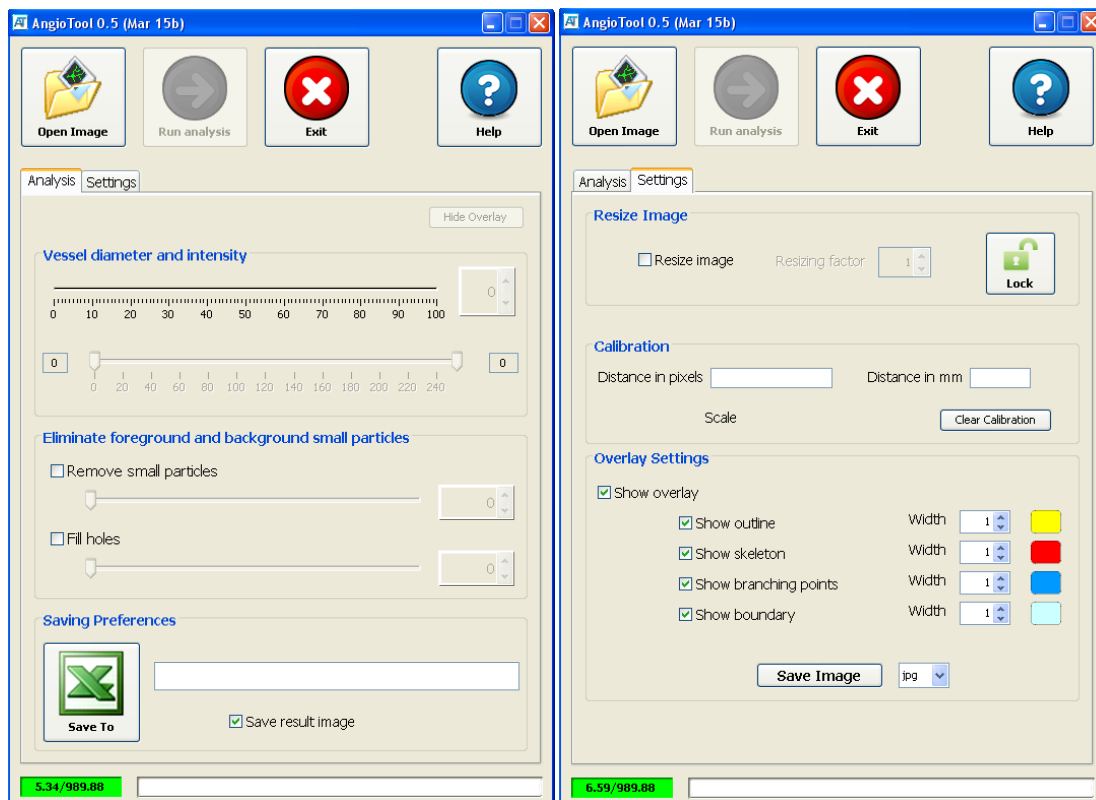 AngioTool 0.5 (Mar 15b)
Open Image
Run analysis
Exit
Help
Analysis
Settings
Hide Overlay
Vessel diameter and intensity
0
0 10 20 30 40 50 60 70 80 90 100
0
0
0 20 40 60 80 100 120 140 160 180 200 220 240
Eliminate foreground and background small particles
Remove small particles
0
Fill holes
0
Saving Preferences
Save To
Save result image
5.34/989.88
AngioTool 0.5 (Mar 15b)
Open Image
Run analysis
Exit
Help
Analysis
Settings
Resize Image
Resize image
Resizing factor
1
Lock
Calibration
Distance in pixels
Distance in mm
Scale
Clear Calibration
Overlay Settings
Show overlay
Show outline Width 1
Show skeleton Width 1
Show branching points Width 1
Show boundary Width 1
Save Image
jpg
6.59/989.88